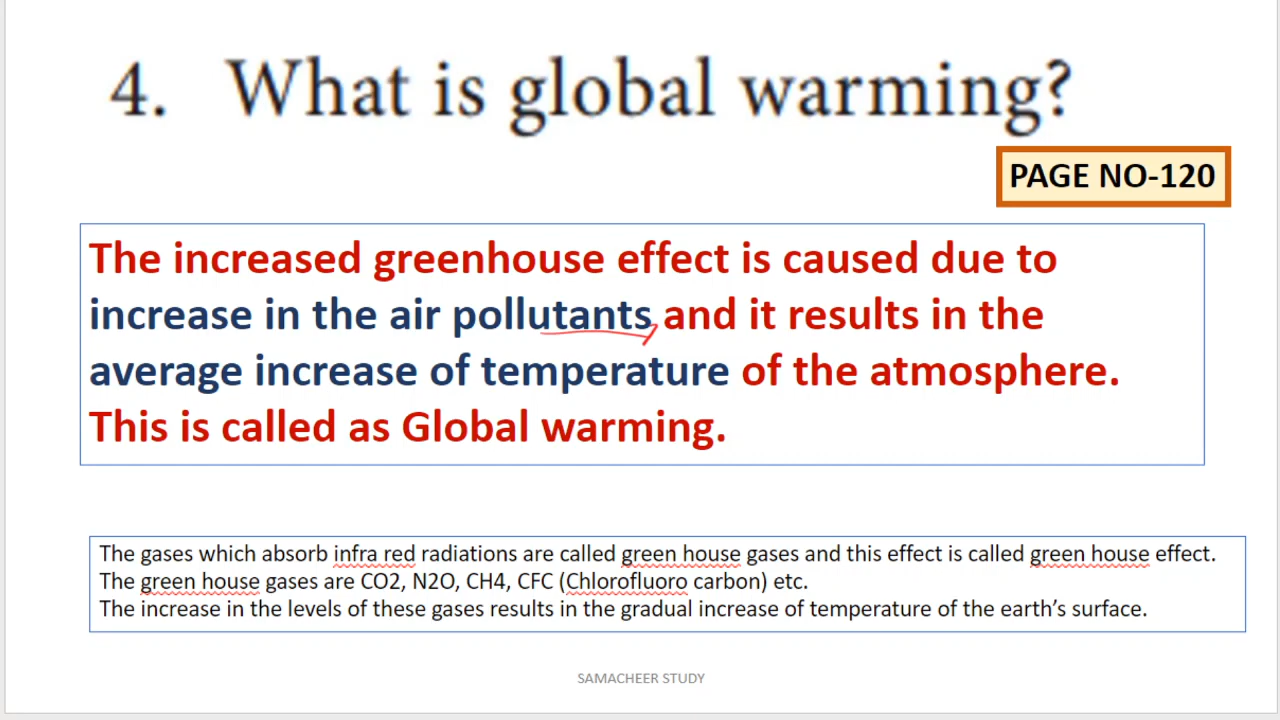 4. What is global warming?
PAGE NO-120
The increased greenhouse effect is caused due to
increase in the air pollutants and it results in the
average increase of temperature of the atmosphere.
This is called as Global warming.
The gases which absorb infra red radiations are called green house gases and this effect is called green house effect.
The green house gases are CO2, N2O, CH4, CFC (Chlorofluoro carbon) etc.
The increase in the levels of these gases results in the gradual increase of temperature of the earth’s surface.
SAMACHEER STUDY